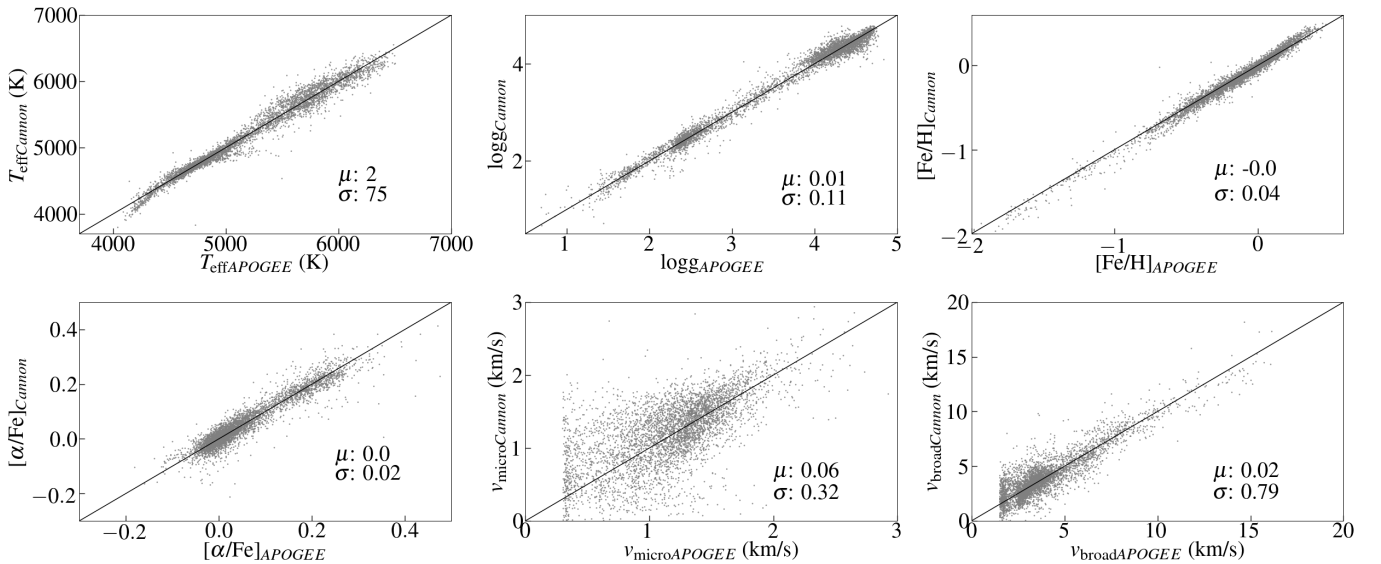 7000
6000
5000
4000
T_effCannon (K)
μ: 2
σ: 75
4000 5000 6000 7000
T_effAPOGEE (K)
4
2
logg_Cannon
μ: 0.01
σ: 0.11
1 2 3 4 5
logg_APOGEE
0
−1
−2
[Fe/H]_Cannon
μ: -0.0
σ: 0.04
−2 −1 0
[Fe/H]_APOGEE
0.4
0.2
0.0
−0.2
[α/Fe]_Cannon
μ: 0.0
σ: 0.02
−0.2 0.0 0.2 0.4
[α/Fe]_APOGEE
3
2
1
0
v_microCannon (km/s)
μ: 0.06
σ: 0.32
0 1 2 3
v_microAPOGEE (km/s)
20
15
10
5
0
v_broadCannon (km/s)
μ: 0.02
σ: 0.79
0 5 10 15 20
v_broadAPOGEE (km/s)